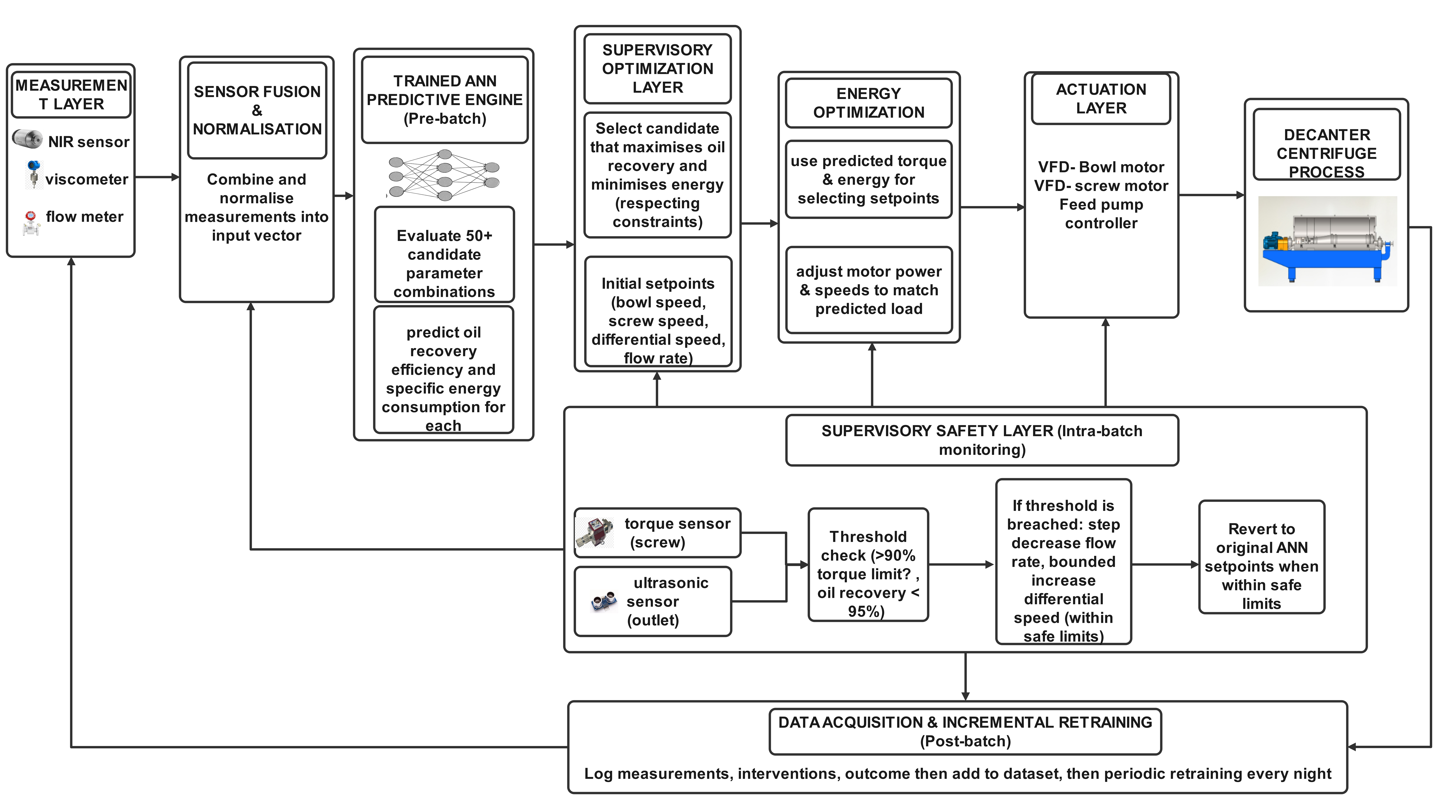 MEASUREMEN
T LAYER
NIR sensor
viscometer
flow meter
SENSOR FUSION
&
NORMALISATION
Combine and
normalise
measurements into
input vector
TRAINED ANN
PREDICTIVE ENGINE
(Pre-batch)
Evaluate 50+
candidate
parameter
combinations
predict oil
recovery
efficiency and
specific energy
consumption for
each
SUPERVISORY
OPTIMIZATION
LAYER
Select candidate
that maximises oil
recovery and
minimises energy
(respecting
constraints)
Initial setpoints
(bowl speed,
screw speed,
differential speed,
flow rate)
ENERGY
OPTIMIZATION
use predicted torque
& energy for
selecting setpoints
adjust motor power
& speeds to match
predicted load
ACTUATION
LAYER
VFD- Bowl motor
VFD- screw motor
Feed pump
controller
DECANTER
CENTRIFUGE
PROCESS
SUPERVISORY SAFETY LAYER (Intra-batch
monitoring)
torque sensor
(screw)
ultrasonic
sensor
(outlet)
Threshold
check (>90%
torque limit? ,
oil recovery <
95%)
If threshold is
breached: step
decrease flow
rate, bounded
increase
differential
speed (within
safe limits)
Revert to
original ANN
setpoints when
within safe
limits
DATA ACQUISITION & INCREMENTAL RETRAINING
(Post-batch)
Log measurements, interventions, outcome then add to dataset, then periodic retraining every night